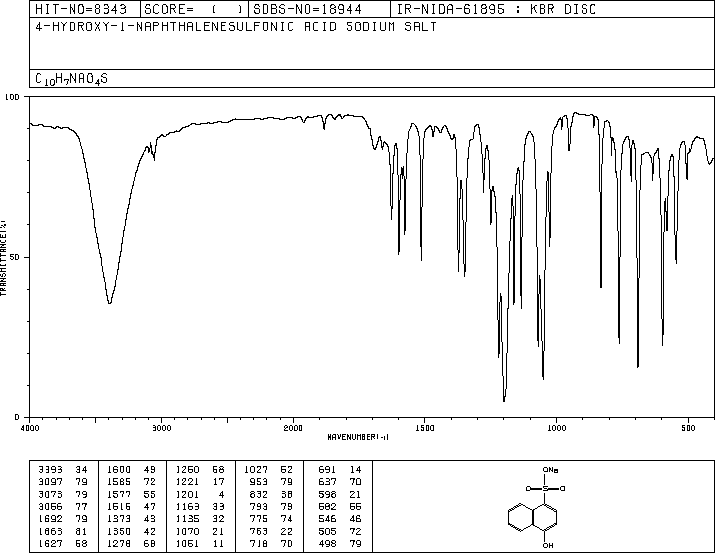 HIT-NO=8343 SCORE= ( ) SDBS-NO=18944 IR-NIDA-61895 : KBR DISC
4-HYDROXY-1-NAPHTHALENESULFONIC ACID SODIUM SALT
C10H7NAO4S
100
50
0
TRANSMITTANCE(%)
4000 3000 2000 1500 1000 500
WAVENUMBER(-1)
3393 34 1600 49 1250 58 1027 52 691 14
3097 79 1585 72 1221 17 953 79 637 70
3073 79 1577 55 1201 4 832 38 598 21
3056 77 1516 47 1163 33 793 79 582 55
1692 79 1373 43 1135 32 775 74 546 46
1663 81 1350 42 1070 21 763 22 505 72
1627 58 1278 68 1051 11 718 70 498 79
ONa
O S O
OH